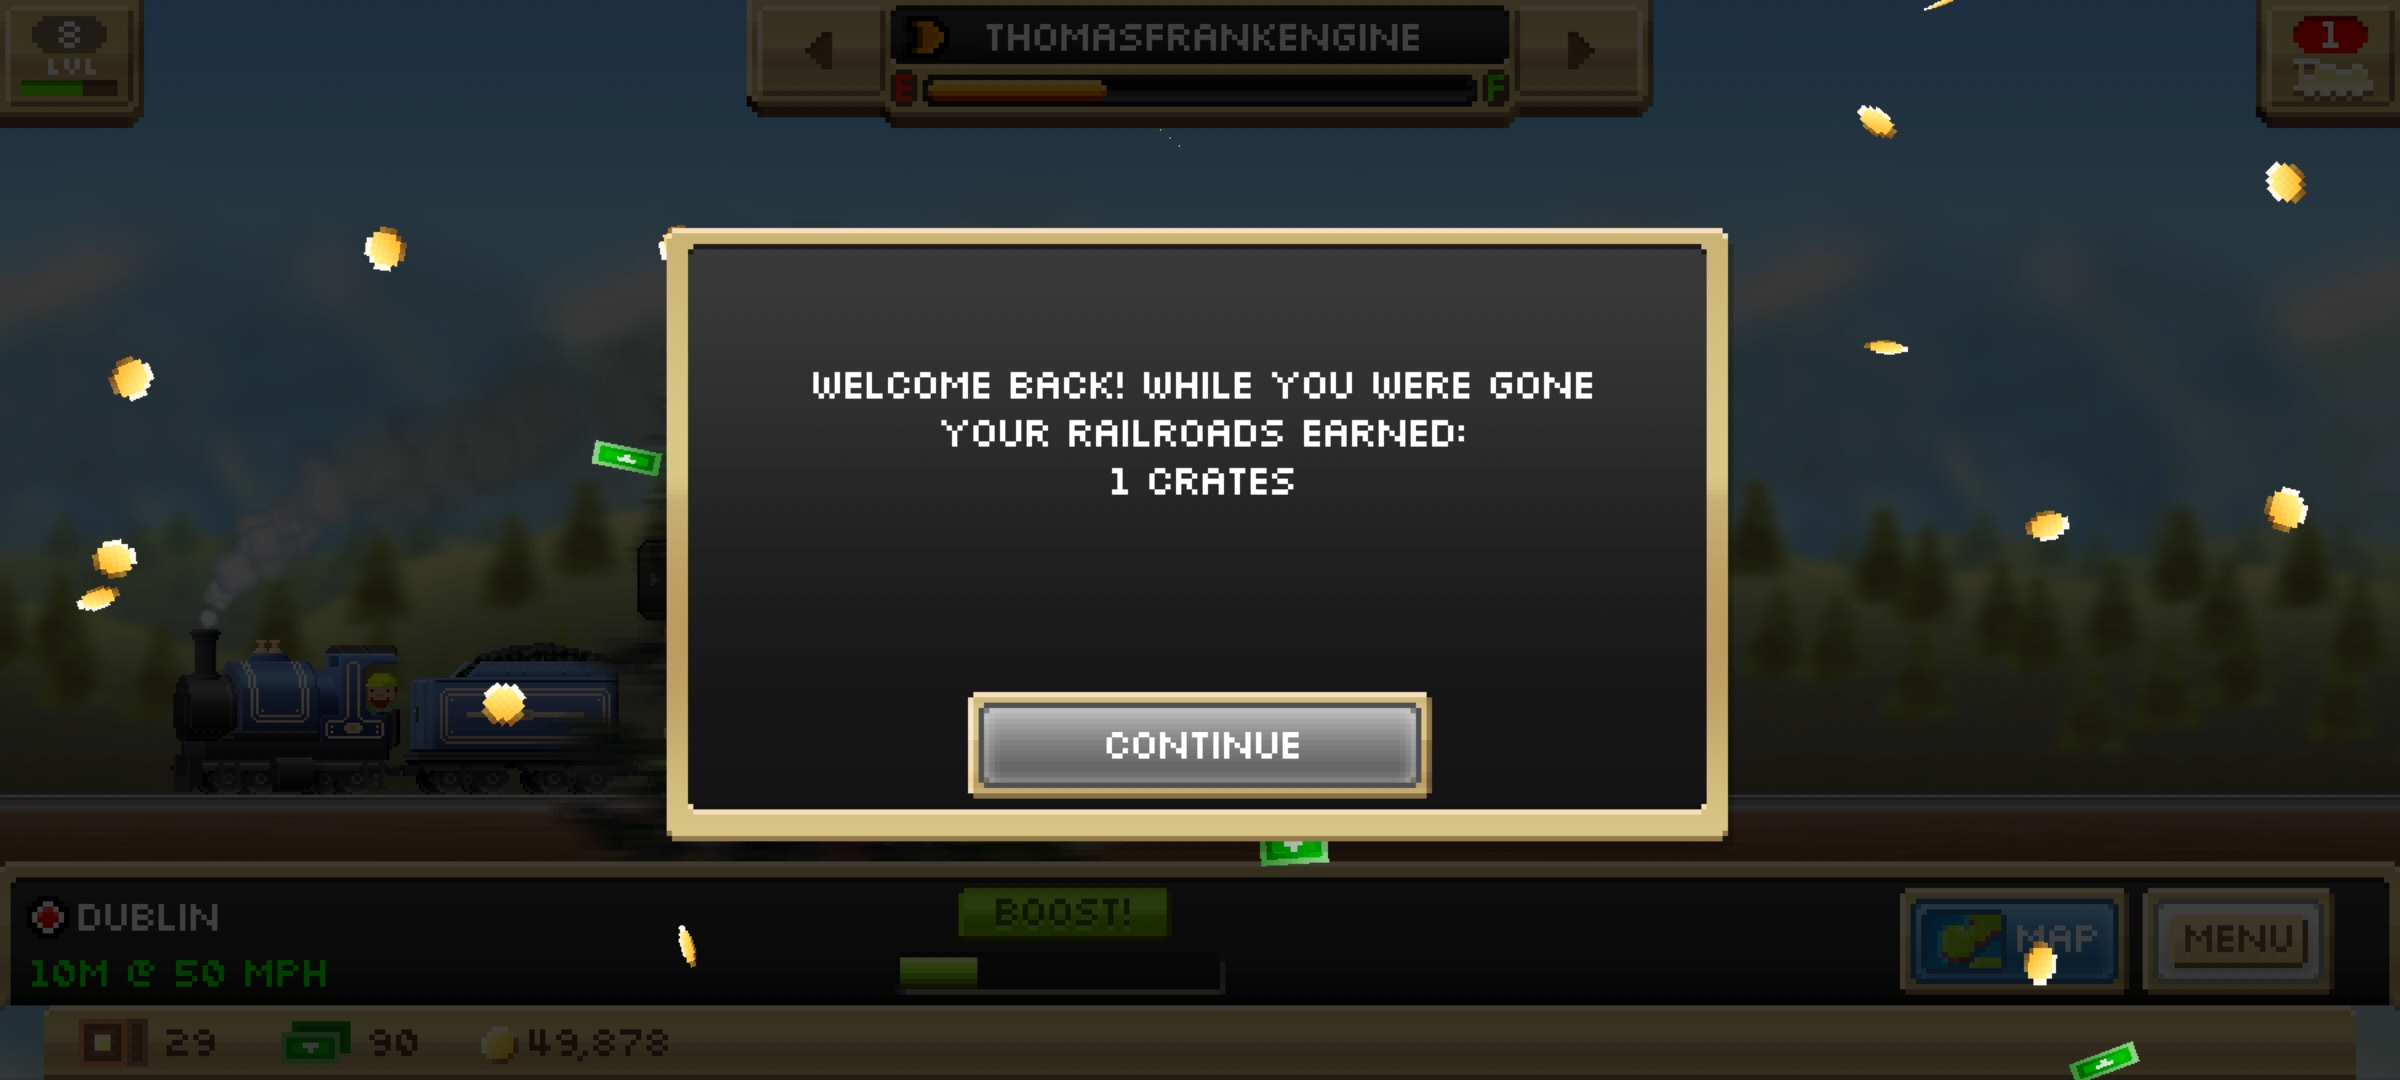 8
LVL
THOMASFRANKENGINE
E F
1
WELCOME BACK! WHILE YOU WERE GONE
YOUR RAILROADS EARNED:
1 CRATES
CONTINUE
DUBLIN
10M @ 50 MPH
BOOST!
MAP
MENU
29 90 49,878